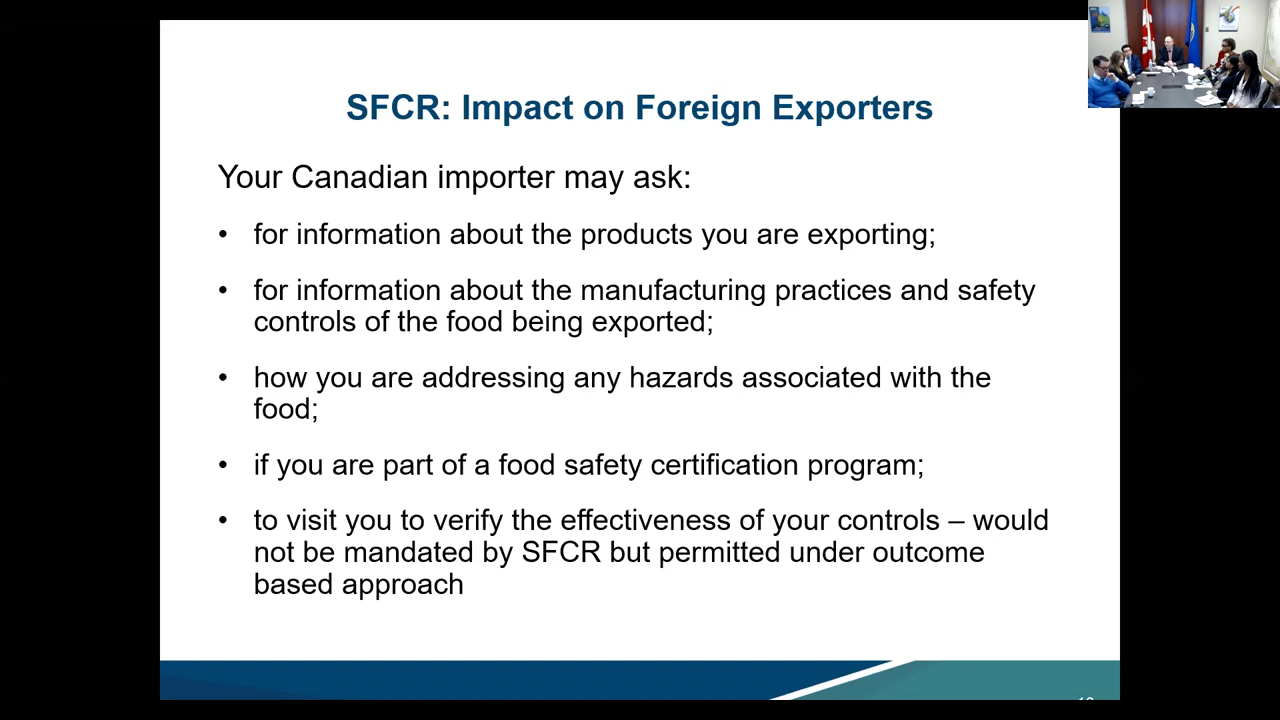 SFCR: Impact on Foreign Exporters
Your Canadian importer may ask:
• for information about the products you are exporting;
• for information about the manufacturing practices and safety
controls of the food being exported;
• how you are addressing any hazards associated with the
food;
• if you are part of a food safety certification program;
• to visit you to verify the effectiveness of your controls – would
not be mandated by SFCR but permitted under outcome
based approach